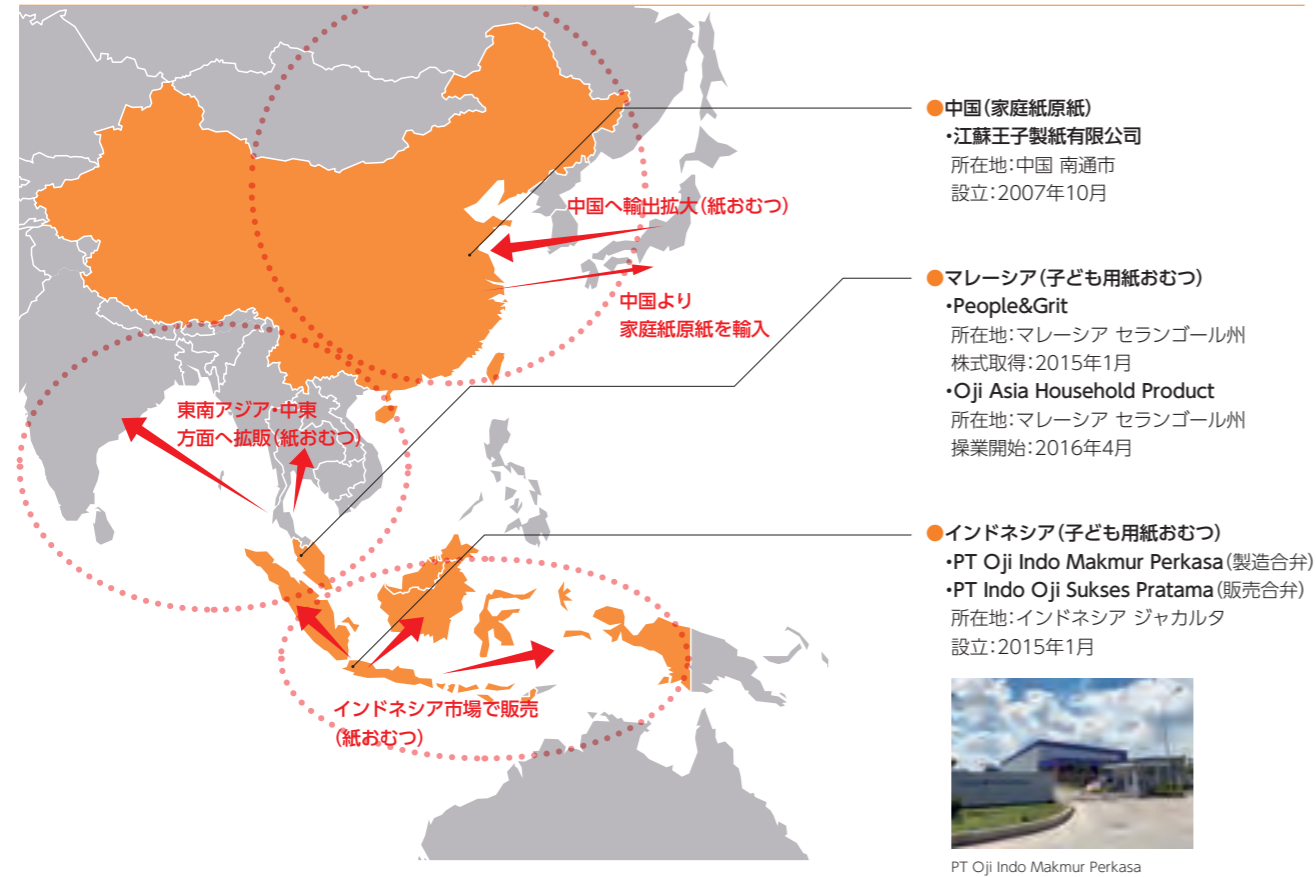 中国へ輸出拡大(紙おむつ)
中国より
家庭紙原紙を輸入
東南アジア・中東
方面へ拡販(紙おむつ)
インドネシア市場で販売
(紙おむつ)
●中国(家庭紙原紙)
・江蘇王子製紙有限公司
所在地:中国 南通市
設立:2007年10月
●マレーシア(子ども用紙おむつ)
・People&Grit
所在地:マレーシア セランゴール州
株式取得:2015年1月
・Oji Asia Household Product
所在地:マレーシア セランゴール州
操業開始:2016年4月
●インドネシア(子ども用紙おむつ)
・PT Oji Indo Makmur Perkasa(製造合弁)
・PT Indo Oji Sukses Pratama(販売合弁)
所在地:インドネシア ジャカルタ
設立:2015年1月
PT Oji Indo Makmur Perkasa